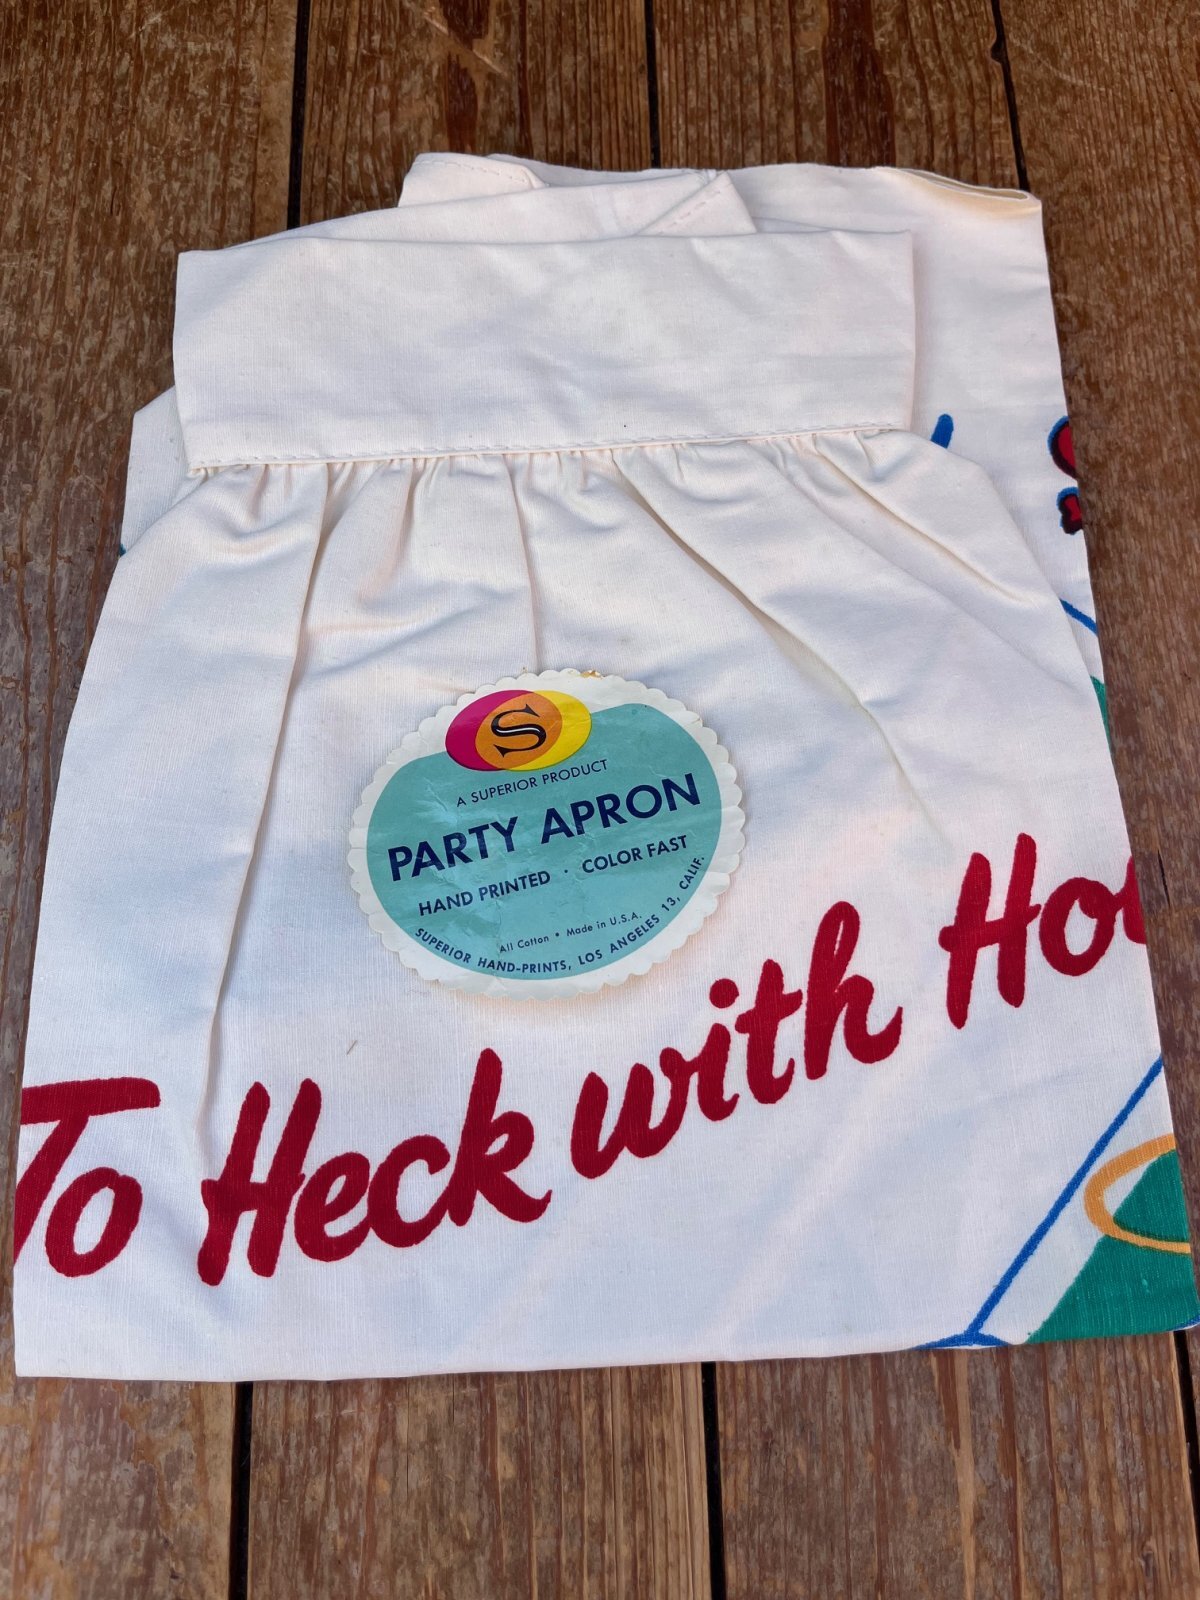 S
A SUPERIOR PRODUCT
PARTY APRON
HAND PRINTED · COLOR FAST
All Cotton • Made in U.S.A.
SUPERIOR HAND-PRINTS, LOS ANGELES 13, CALIF.
To Heck with Hou